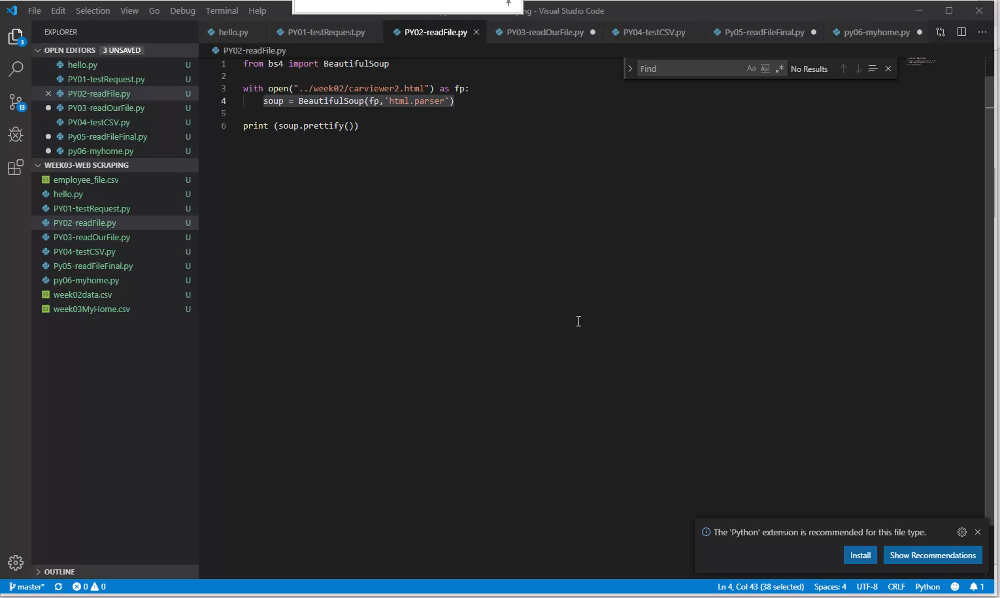 File Edit Selection View Go Debug Terminal Help
- Visual Studio Code
EXPLORER
OPEN EDITORS 3 UNSAVED
hello.py U
PY01-testRequest.py U
PY02-readFile.py U
PY03-readOurFile.py U
PY04-testCSV.py U
Py05-readFileFinal.py U
py06-myhome.py U
WEEK03-WEB SCRAPING
employee_file.csv U
hello.py U
PY01-testRequest.py U
PY02-readFile.py U
PY03-readOurFile.py U
PY04-testCSV.py U
Py05-readFileFinal.py U
py06-myhome.py U
week02data.csv U
week03MyHome.csv U
OUTLINE
3
13
hello.py PY01-testRequest.py PY02-readFile.py PY03-readOurFile.py PY04-testCSV.py Py05-readFileFinal.py py06-myhome.py
PY02-readFile.py
Find Aa Abl .* No Results
1 from bs4 import BeautifulSoup
2
3 with open("../week02/carviewer2.html") as fp:
4 soup = BeautifulSoup(fp,'html.parser')
5
6 print (soup.prettify())
The 'Python' extension is recommended for this file type.
Install Show Recommendations
master* 0 0 Ln 4, Col 43 (38 selected) Spaces: 4 UTF-8 CRLF Python 1